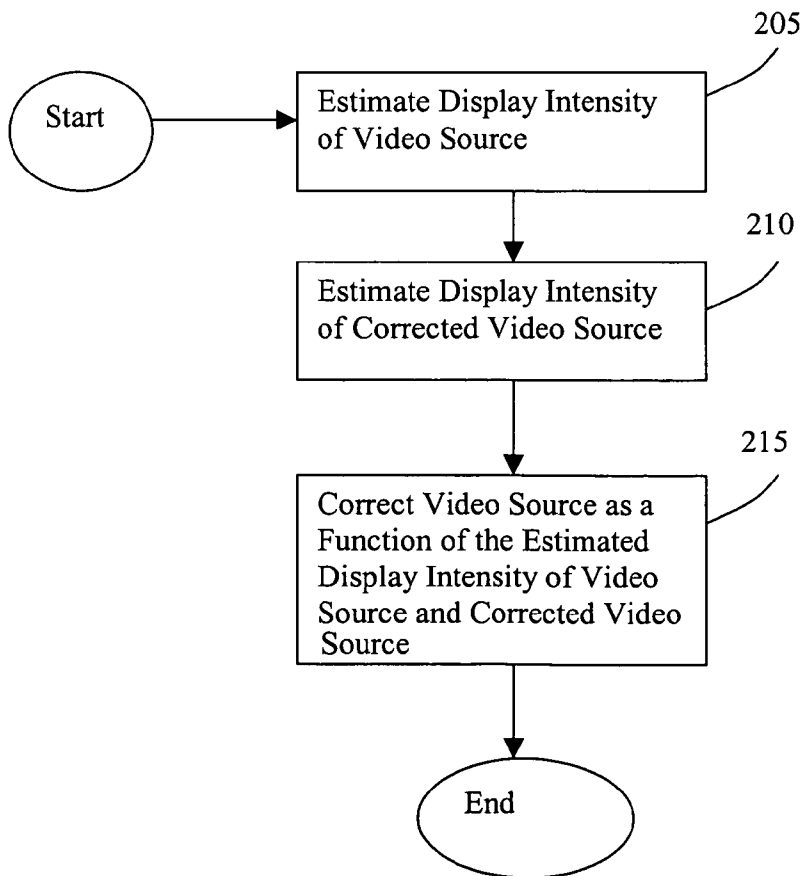 205
Start
Estimate Display Intensity
of Video Source
210
Estimate Display Intensity
of Corrected Video Source
215
Correct Video Source as a
Function of the Estimated
Display Intensity of Video
Source and Corrected Video
Source
End